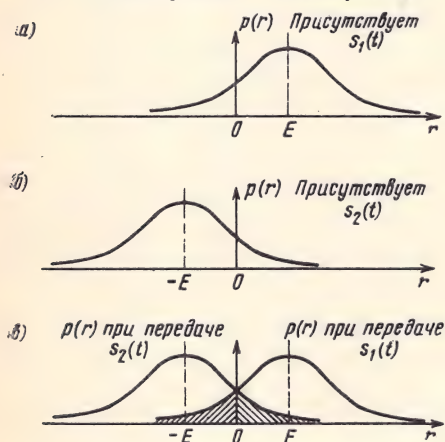 а)
p(r) Присутствует
s₁(t)
0 E r
б)
p(r) Присутствует
s₂(t)
-E 0 r
в)
p(r) при передаче
s₂(t)
p(r) при передаче
s₁(t)
-E 0 E r